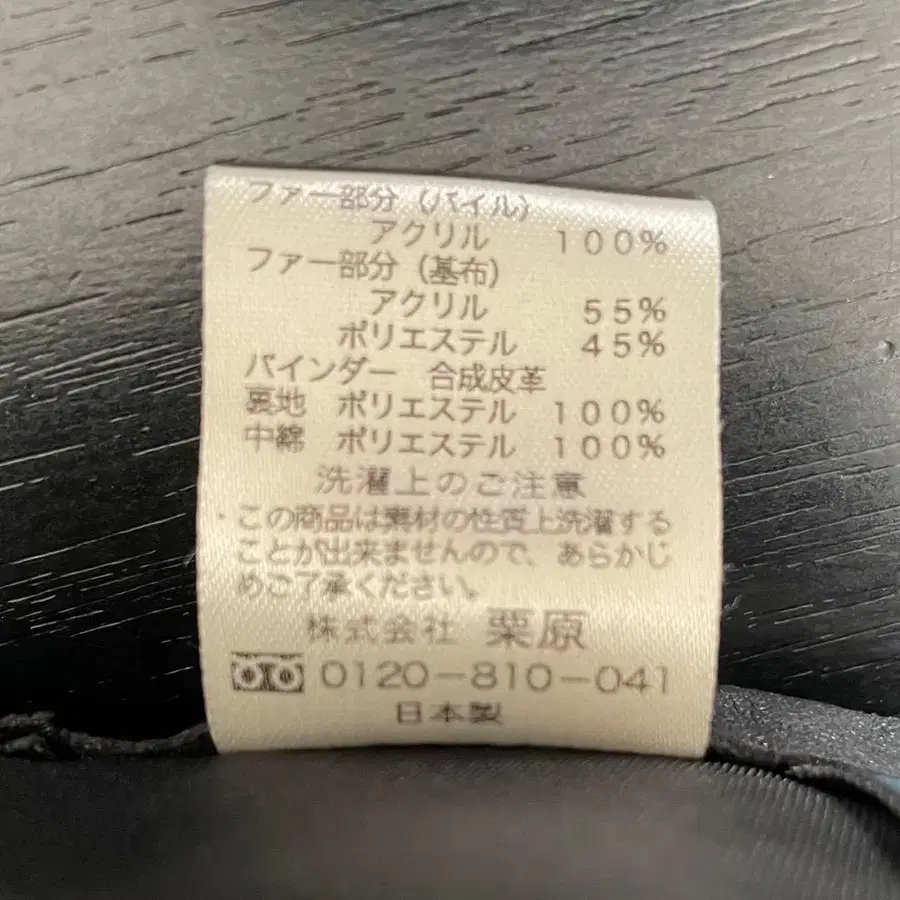 ファー部分(パイル)
アクリル 100%
ファー部分(基布)
アクリル 55%
ポリエステル 45%
バインダー 合成皮革
裏地 ポリエステル 100%
中綿 ポリエステル 100%
洗濯上のご注意
・この商品は素材の性質上洗濯する
ことが出来ませんので、あらかじ
めご了承ください。
株式会社 栗原
0120-810-041
日本製